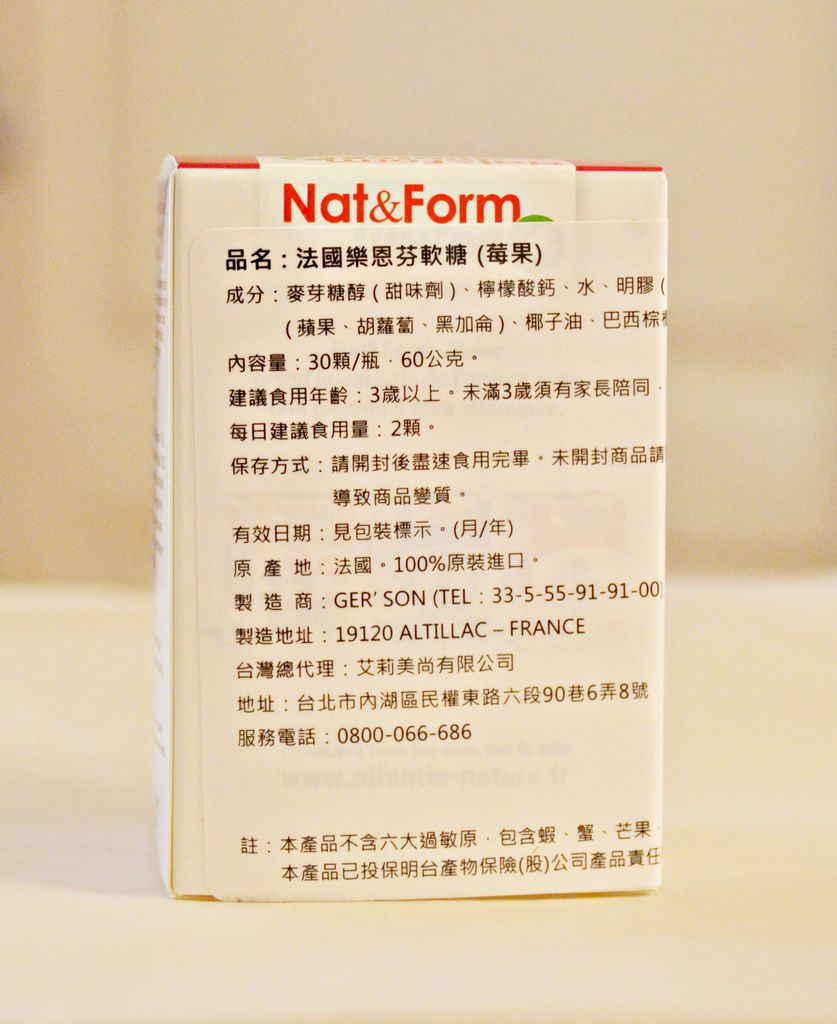 Nat&Form
品名：法國樂恩芬軟糖 (莓果)
成分：麥芽糖醇 ( 甜味劑 )、檸檬酸鈣、水、明膠 (
( 蘋果、胡蘿蔔、黑加侖 )、椰子油、巴西棕櫚
內容量：30顆/瓶．60公克。
建議食用年齡：3歲以上。未滿3歲須有家長陪同．
每日建議食用量：2顆。
保存方式：請開封後盡速食用完畢。未開封商品請
導致商品變質。
有效日期：見包裝標示。(月/年)
原 產 地：法國。100%原裝進口。
製 造 商：GER' SON (TEL：33-5-55-91-91-00)
製造地址：19120 ALTILLAC – FRANCE
台灣總代理：艾莉美尚有限公司
地址：台北市內湖區民權東路六段90巷6弄8號
服務電話：0800-066-686
www.atlantic-nature.fr
註：本產品不含六大過敏原．包含蝦、蟹、芒果、
本產品已投保明台產物保險(股)公司產品責任